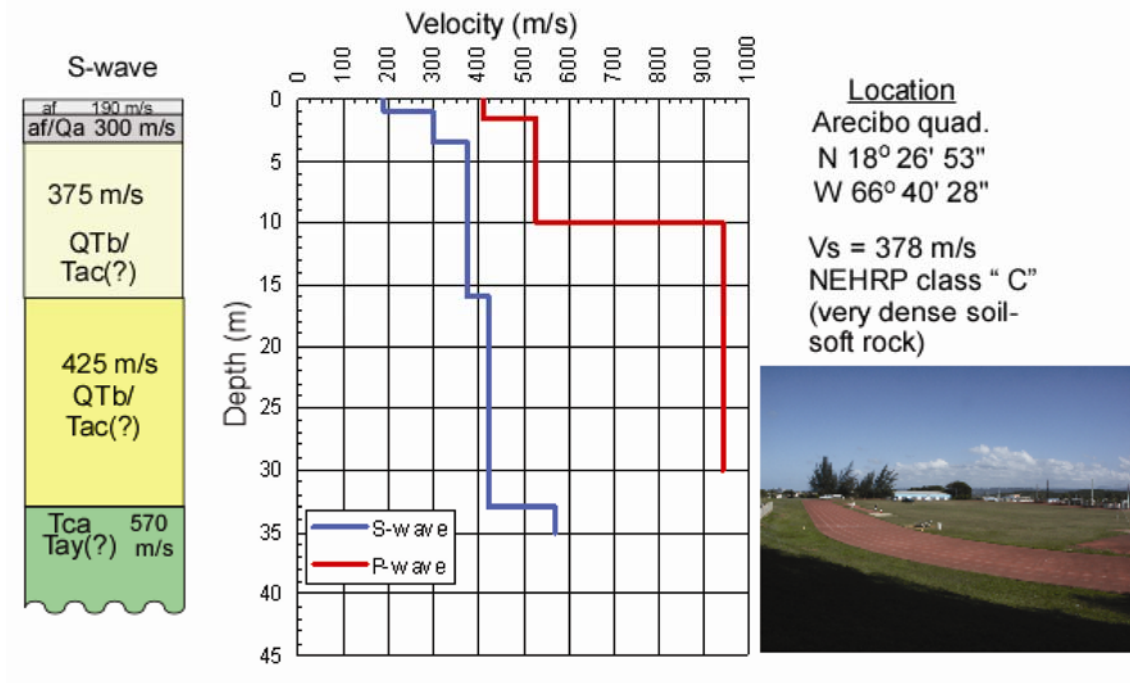 S-wave
af 190 m/s
af/Qa 300 m/s
375 m/s
QTb/
Tac(?)
425 m/s
QTb/
Tac(?)
Tca 570
Tay(?) m/s
Velocity (m/s)
0 100 200 300 400 500 600 700 800 900 1000
Depth (m)
0
5
10
15
20
25
30
35
40
45
S-wave
P-wave
Location
Arecibo quad.
N 18º 26' 53"
W 66º 40' 28"
Vs = 378 m/s
NEHRP class “ C”
(very dense soil-
soft rock)